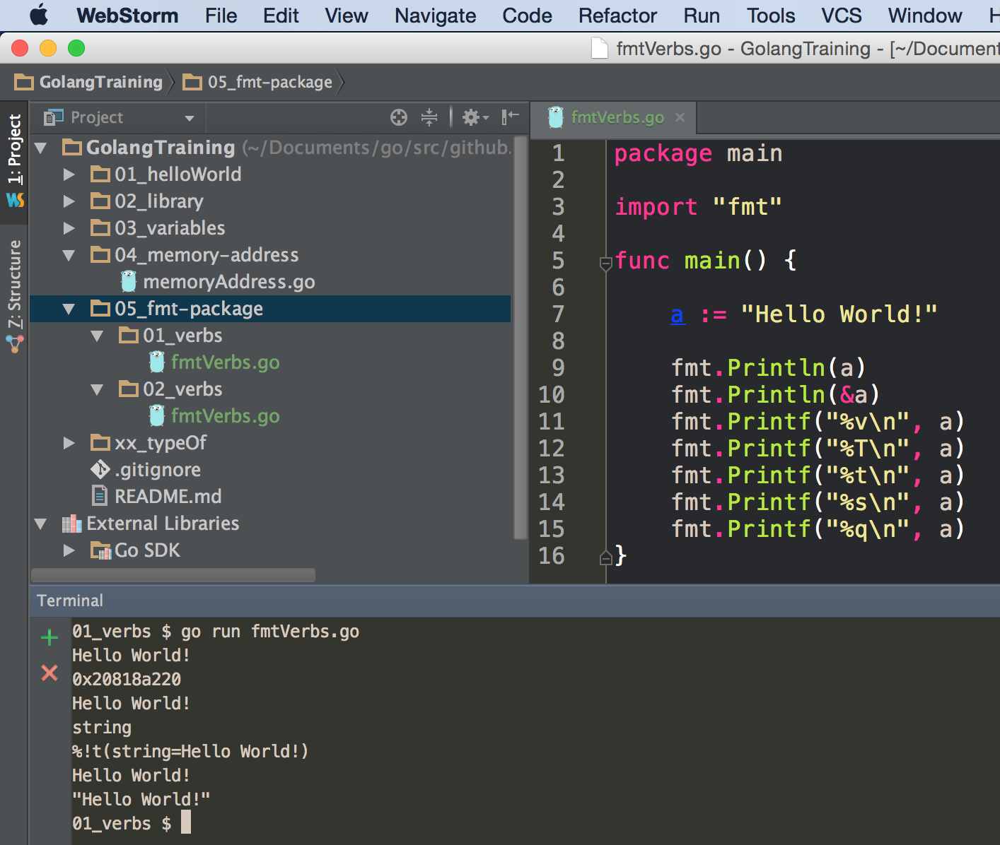 WebStorm File Edit View Navigate Code Refactor Run Tools VCS Window
fmtVerbs.go - GolangTraining - [~/Document
GolangTraining 05_fmt-package
1: Project
7: Structure
Project
GolangTraining (~/Documents/go/src/github.
01_helloWorld
02_library
03_variables
04_memory-address
memoryAddress.go
05_fmt-package
01_verbs
fmtVerbs.go
02_verbs
fmtVerbs.go
xx_typeOf
.gitignore
README.md
External Libraries
Go SDK
fmtVerbs.go
1 package main
2
3 import "fmt"
4
5 func main() {
6
7 a := "Hello World!"
8
9 fmt.Println(a)
10 fmt.Println(&a)
11 fmt.Printf("%v\n", a)
12 fmt.Printf("%T\n", a)
13 fmt.Printf("%t\n", a)
14 fmt.Printf("%s\n", a)
15 fmt.Printf("%q\n", a)
16 }
Terminal
01_verbs $ go run fmtVerbs.go
Hello World!
0x20818a220
Hello World!
string
%!t(string=Hello World!)
Hello World!
"Hello World!"
01_verbs $